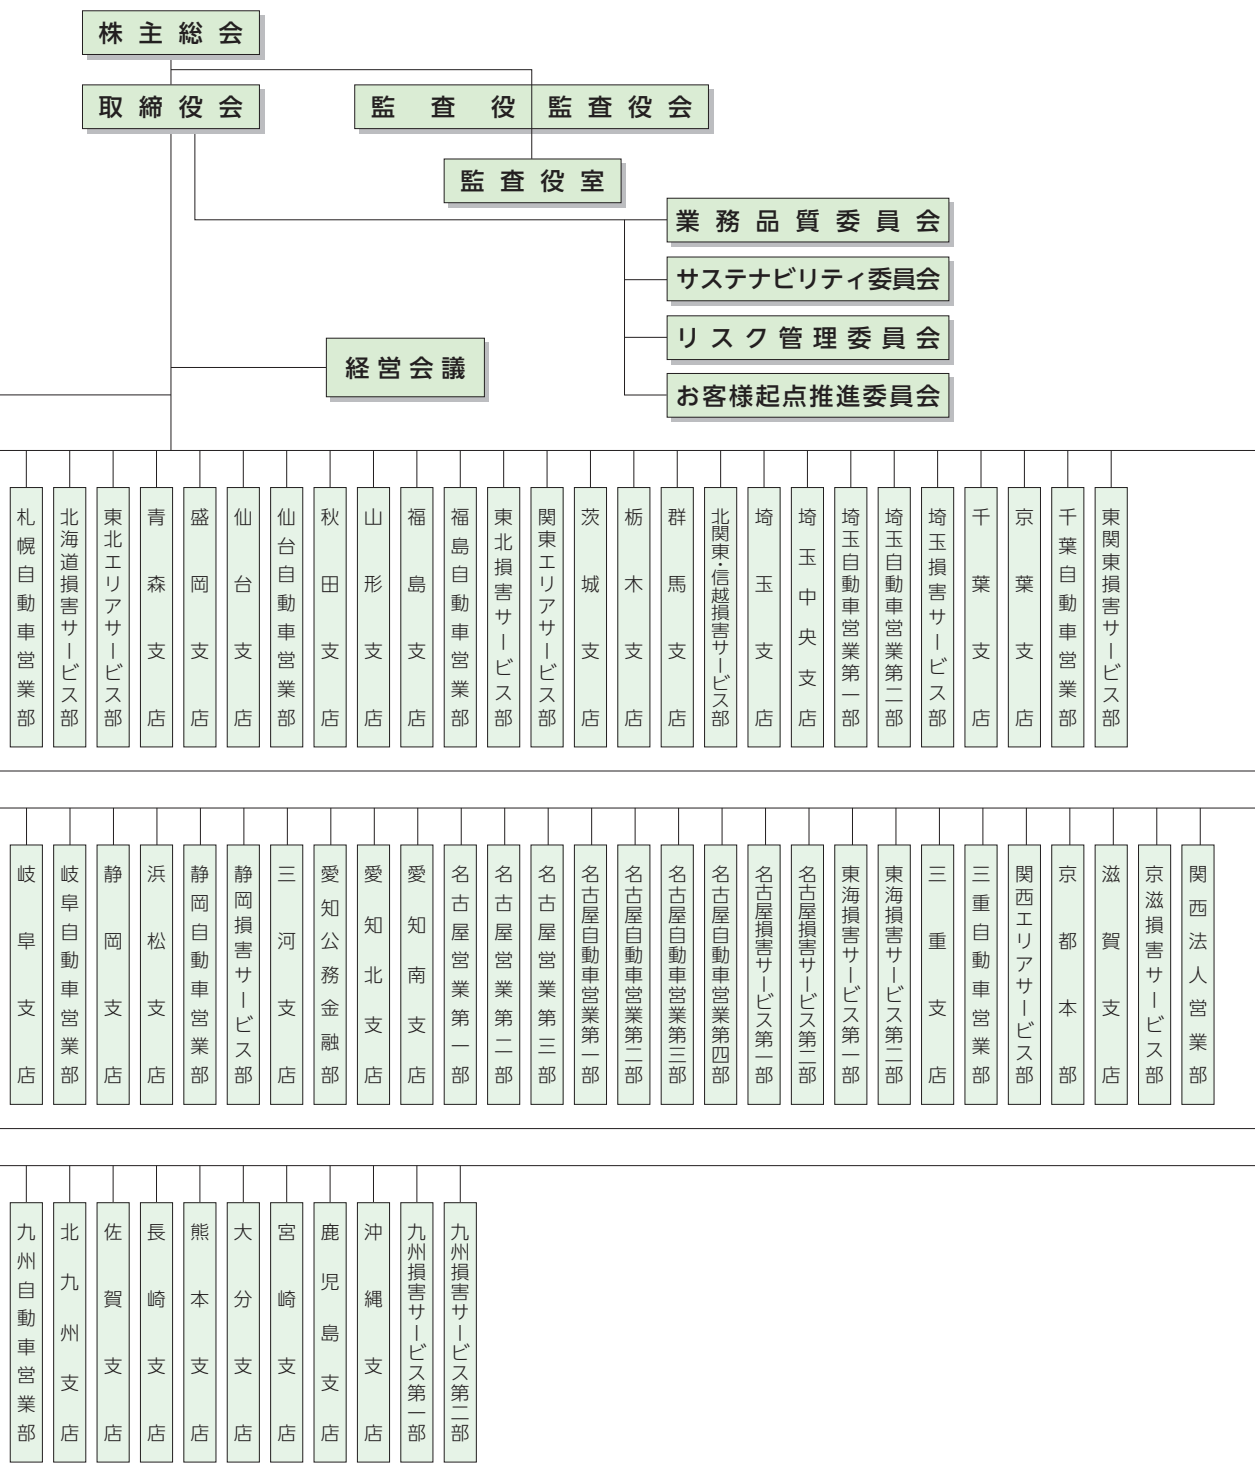 株主総会
取締役会
監査役
監査役会
監査役室
業務品質委員会
サステナビリティ委員会
リスク管理委員会
お客様起点推進委員会
経営会議
札幌自動車営業部
北海道損害サービス部
東北エリアサービス部
青森支店
盛岡支店
仙台支店
仙台自動車営業部
秋田支店
山形支店
福島支店
福島自動車営業部
東北損害サービス部
関東エリアサービス部
茨城支店
栃木支店
群馬支店
北関東・信越損害サービス部
埼玉支店
埼玉中央支店
埼玉自動車営業第一部
埼玉自動車営業第二部
埼玉損害サービス部
千葉支店
京葉支店
千葉自動車営業部
東関東損害サービス部
岐阜支店
岐阜自動車営業部
静岡支店
浜松支店
静岡自動車営業部
静岡損害サービス部
三河支店
愛知公務金融部
愛知北支店
愛知南支店
名古屋営業第一部
名古屋営業第二部
名古屋営業第三部
名古屋自動車営業第一部
名古屋自動車営業第二部
名古屋自動車営業第三部
名古屋自動車営業第四部
名古屋損害サービス第一部
名古屋損害サービス第二部
東海損害サービス第一部
東海損害サービス第二部
三重支店
三重自動車営業部
関西エリアサービス部
京都本部
滋賀支店
京滋損害サービス部
関西法人営業部
九州自動車営業部
北九州支店
佐賀支店
長崎支店
熊本支店
大分支店
宮崎支店
鹿児島支店
沖縄支店
九州損害サービス第一部
九州損害サービス第二部